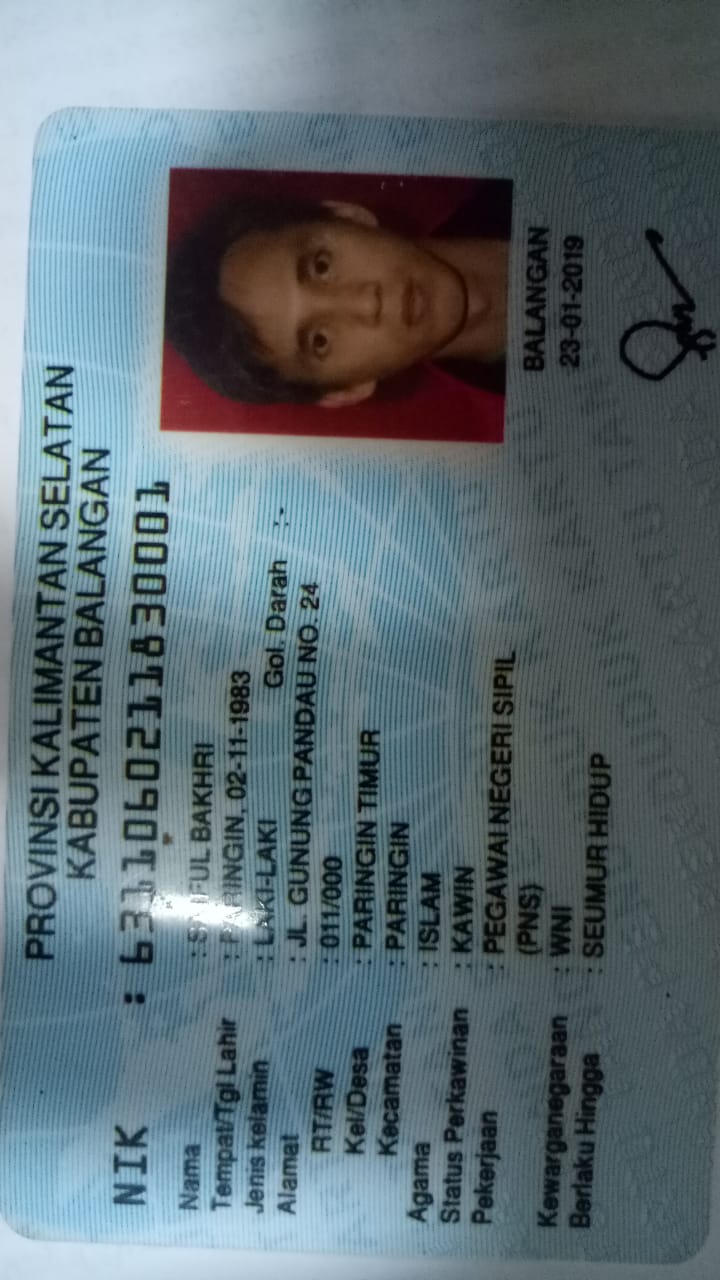 PROVINSI KALIMANTAN SELATAN
KABUPATEN BALANGAN
NIK : 6311060211830001
Nama : BAKHRI
Tempat/Tgl Lahir : PARINGIN, 02-11-1983
Jenis kelamin : LAKI-LAKI Gol. Darah :-
Alamat : JL. GUNUNG PANDAU NO. 24
RT/RW : 011/000
Kel/Desa : PARINGIN TIMUR
Kecamatan : PARINGIN
Agama : ISLAM
Status Perkawinan : KAWIN
Pekerjaan : PEGAWAI NEGERI SIPIL
(PNS)
Kewarganegaraan : WNI
Berlaku Hingga : SEUMUR HIDUP
BALANGAN
23-01-2019